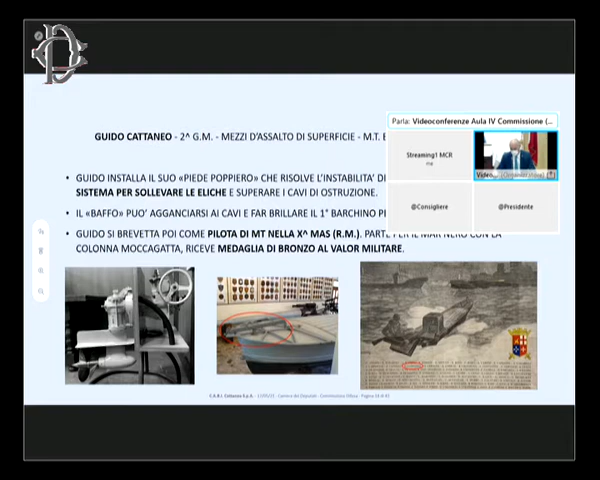 Parla: Videoconferenze Aula IV Commissione (...
GUIDO CATTANEO - 2^ G.M. - MEZZI D'ASSALTO DI SUPERFICIE - M.T.
Streaming1 MCR
me
Video...
(Organizzatore)
• GUIDO INSTALLA IL SUO «PIEDE POPPIERO» CHE RISOLVE L'INSTABILITA' DI
SISTEMA PER SOLLEVARE LE ELICHE E SUPERARE I CAVI DI OSTRUZIONE.
@Consigliere
@Presidente
• IL «BAFFO» PUO' AGGANCIARSI AI CAVI E FAR BRILLARE IL 1° BARCHINO
• GUIDO SI BREVETTA POI COME PILOTA DI MT NELLA X^ MAS (R.M.). PARTE PER IL MAR NERO CON LA
COLONNA MOCCAGATTA, RICEVE MEDAGLIA DI BRONZO AL VALOR MILITARE.